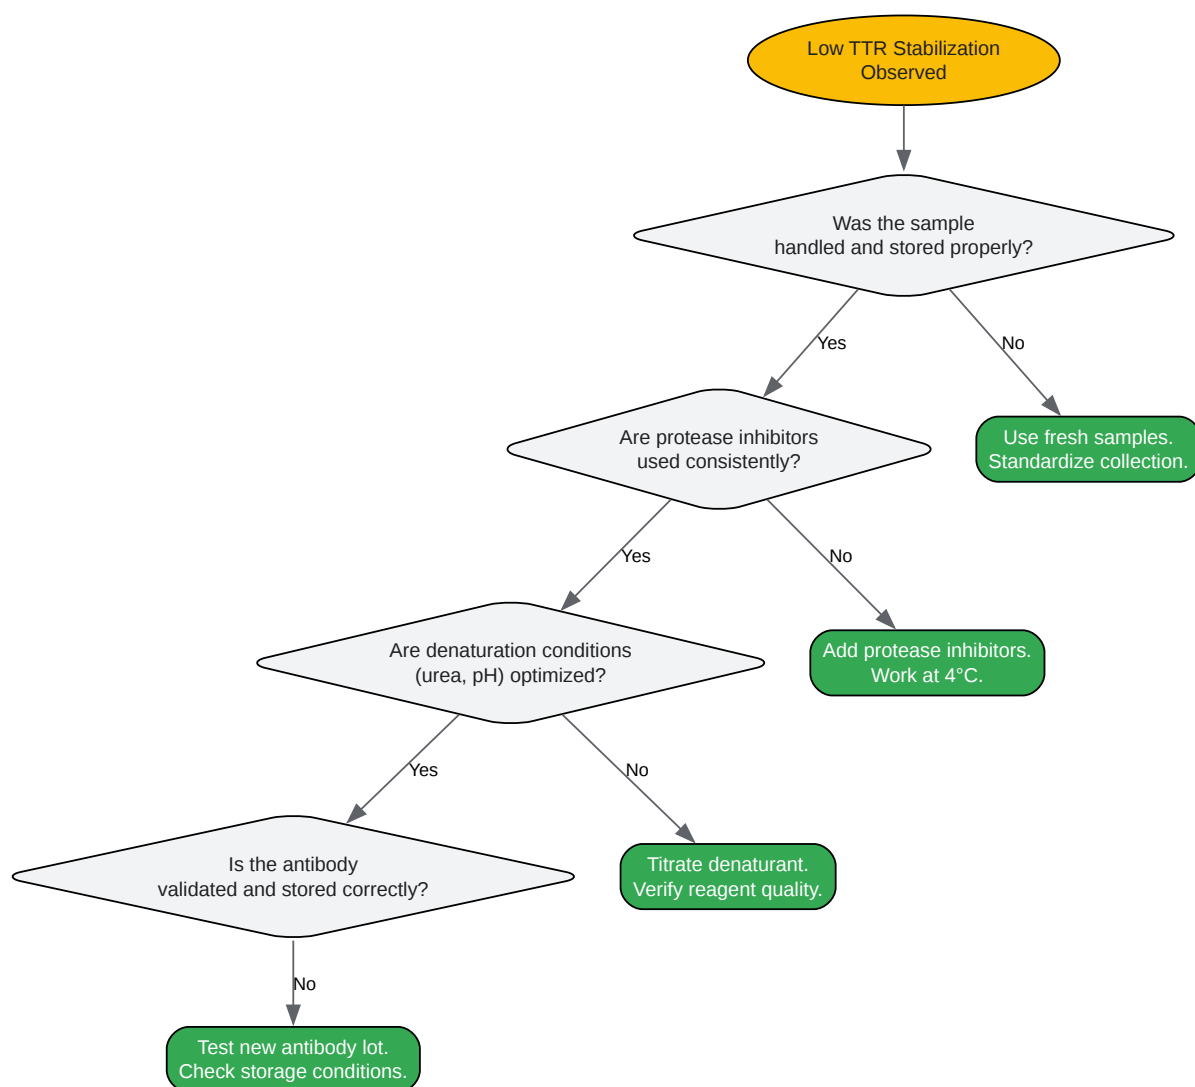 Low TTR Stabilization
Observed
Was the sample
handled and stored properly?
Yes
No
Are protease inhibitors
used consistently?
Use fresh samples.
Standardize collection.
Yes
No
Are denaturation conditions
(urea, pH) optimized?
Add protease inhibitors.
Work at 4°C.
Yes
No
Is the antibody
validated and stored correctly?
Titrate denaturant.
Verify reagent quality.
No
Test new antibody lot.
Check storage conditions.